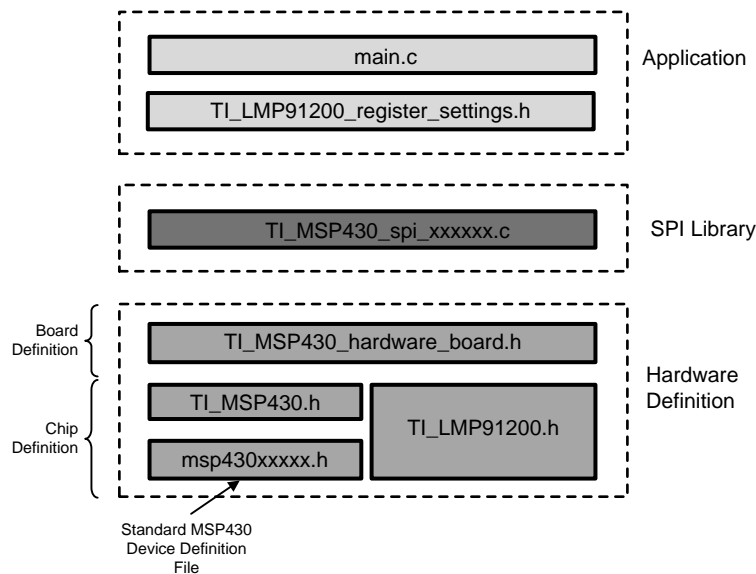 main.c
Application
TI_LMP91200_register_settings.h
TI_MSP430_spi_xxxxxx.c
SPI Library
Board
Definition
TI_MSP430_hardware_board.h
Hardware
Definition
Chip
Definition
TI_MSP430.h
TI_LMP91200.h
msp430xxxxx.h
Standard MSP430
Device Definition
File